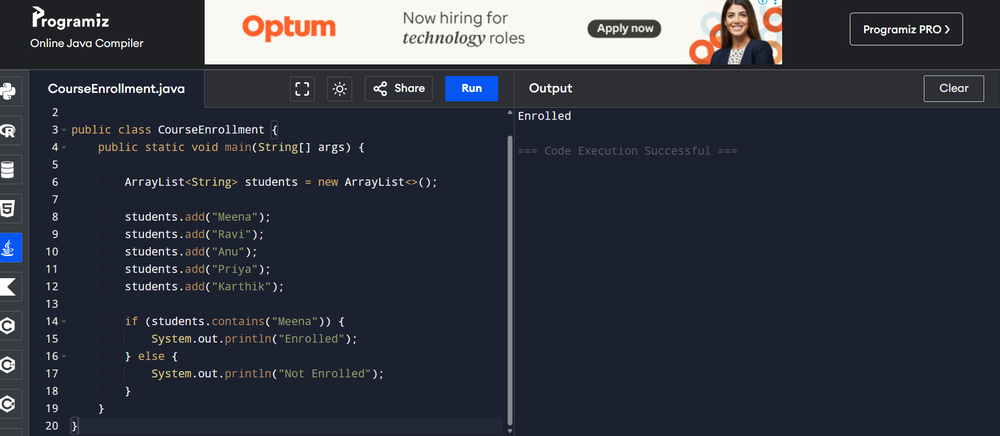 Programiz
Online Java Compiler
Optum
Now hiring for
technology roles
Apply now
Programiz PRO ›
CourseEnrollment.java
Share
Run
Output
Clear
2
3 public class CourseEnrollment {
4     public static void main(String[] args) {
5
6         ArrayList<String> students = new ArrayList<>();
7
8         students.add("Meena");
9         students.add("Ravi");
10         students.add("Anu");
11         students.add("Priya");
12         students.add("Karthik");
13
14         if (students.contains("Meena")) {
15             System.out.println("Enrolled");
16         } else {
17             System.out.println("Not Enrolled");
18         }
19     }
20 }
Enrolled
=== Code Execution Successful ===